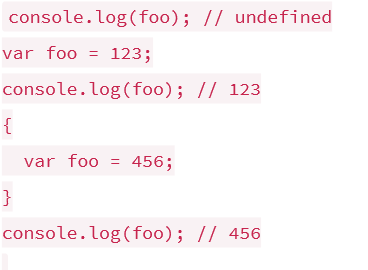 console.log(foo); // undefined
var foo = 123;
console.log(foo); // 123
{
  var foo = 456;
}
console.log(foo); // 456